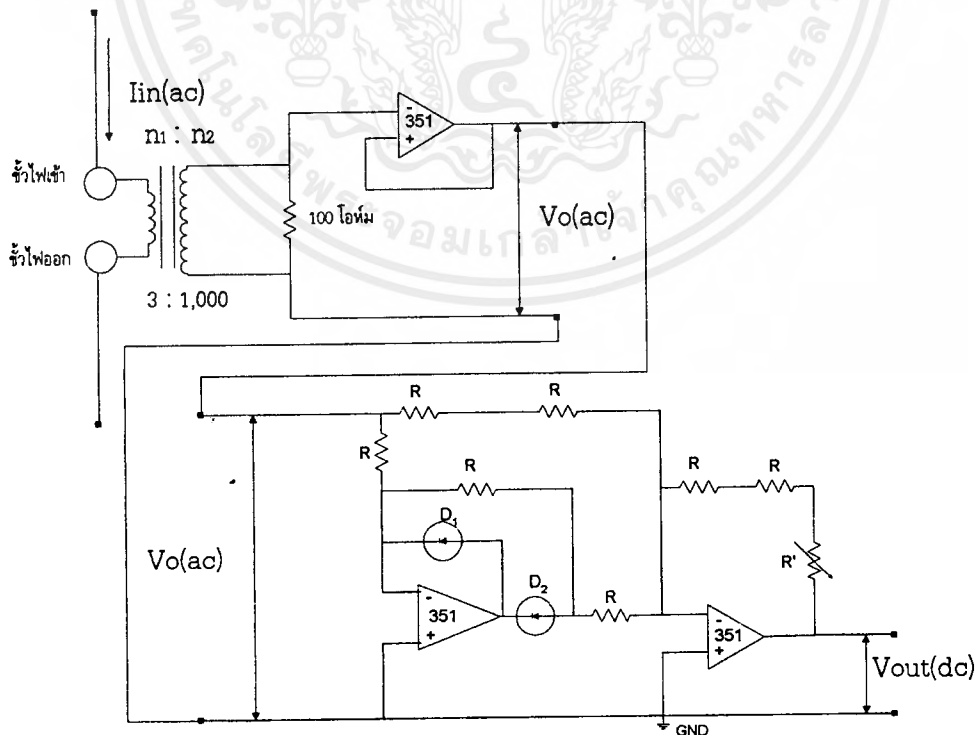 Iin(ac)
n1 : n2
ขั้วไฟเข้า
ขั้วไฟออก
3 : 1,000
100 โอห์ม
-
351
+
Vo(ac)
R
R
R
R
R
R
D1
Vo(ac)
D2
R
R'
-
351
+
-
351
+
Vout(dc)
GND